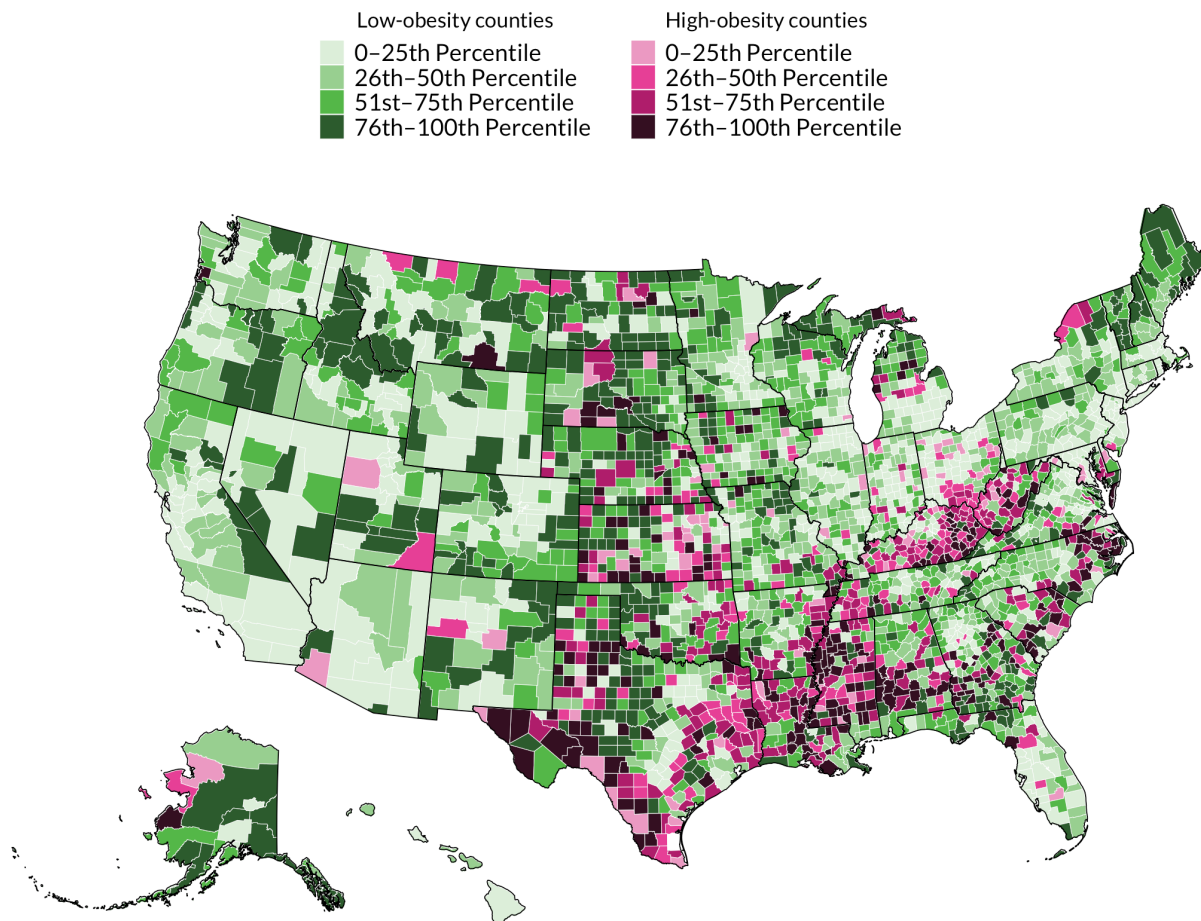 Low-obesity counties
0–25th Percentile
26th–50th Percentile
51st–75th Percentile
76th–100th Percentile
High-obesity counties
0–25th Percentile
26th–50th Percentile
51st–75th Percentile
76th–100th Percentile